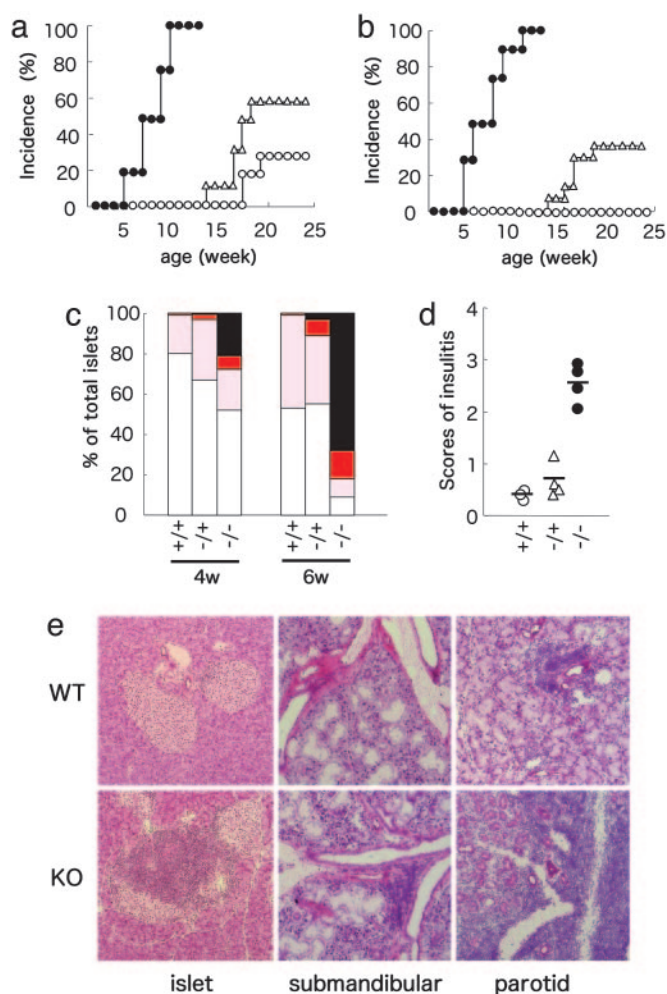 a
Incidence (%)
100
80
60
40
20
0
5
10
15
20
25
age (week)
b
Incidence (%)
100
80
60
40
20
0
5
10
15
20
25
age (week)
c
% of total islets
100
80
60
40
20
0
+/+
-/+
-/-
+/+
-/+
-/-
4w
6w
d
Scores of insulitis
4
3
2
1
0
+/+
-/+
-/-
e
WT
KO
islet
submandibular
parotid